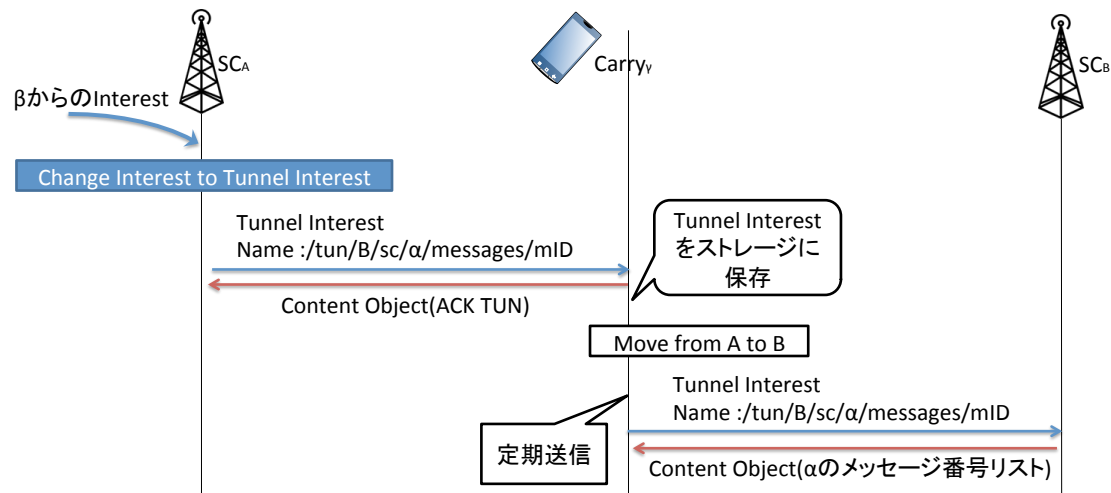 SCA
Carryγ
SCB
βからのInterest
Change Interest to Tunnel Interest
Tunnel Interest
Name :/tun/B/sc/α/messages/mID
Tunnel Interest
をストレージに
保存
Content Object(ACK TUN)
Move from A to B
Tunnel Interest
Name :/tun/B/sc/α/messages/mID
定期送信
Content Object(αのメッセージ番号リスト)